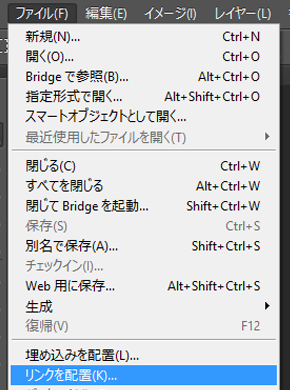 ファイル(F) 編集(E) イメージ(I) レイヤー(L)
新規(N)... Ctrl+N
開く(O)... Ctrl+O
Bridge で参照(B)... Alt+Ctrl+O
指定形式で開く... Alt+Shift+Ctrl+O
スマートオブジェクトとして開く...
最近使用したファイルを開く(T)
閉じる(C) Ctrl+W
すべてを閉じる Alt+Ctrl+W
閉じて Bridge を起動... Shift+Ctrl+W
保存(S) Ctrl+S
別名で保存(A)... Shift+Ctrl+S
チェックイン(I)...
Web 用に保存... Alt+Shift+Ctrl+S
生成
復帰(V) F12
埋め込みを配置(L)...
リンクを配置(K)...